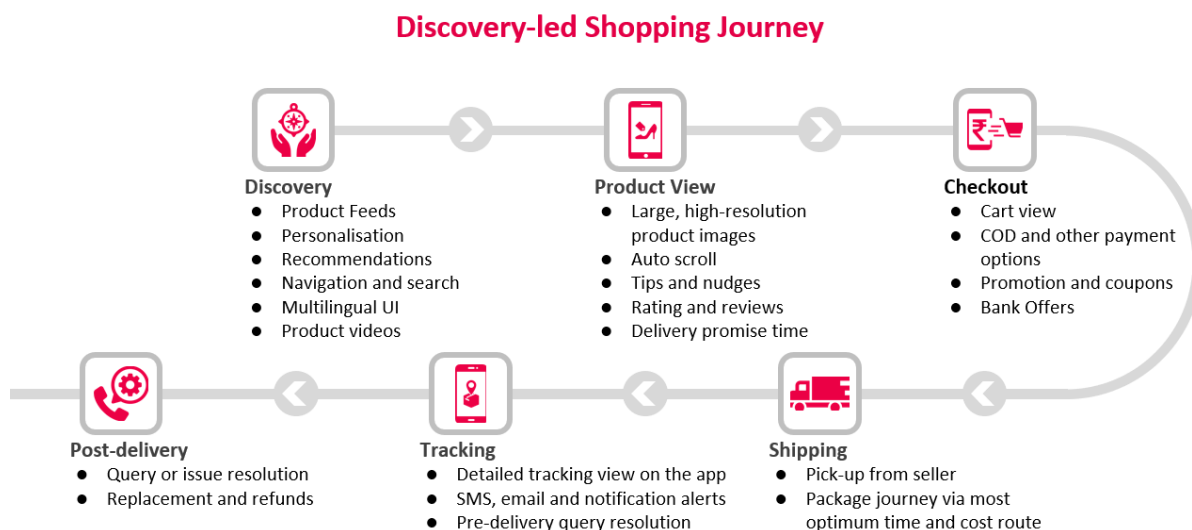 Discovery-led Shopping Journey
Discovery
● Product Feeds
● Personalisation
● Recommendations
● Navigation and search
● Multilingual UI
● Product videos
Product View
● Large, high-resolution
product images
● Auto scroll
● Tips and nudges
● Rating and reviews
● Delivery promise time
₹
Checkout
● Cart view
● COD and other payment
options
● Promotion and coupons
● Bank Offers
Post-delivery
● Query or issue resolution
● Replacement and refunds
Tracking
● Detailed tracking view on the app
● SMS, email and notification alerts
● Pre-delivery query resolution
Shipping
● Pick-up from seller
● Package journey via most
optimum time and cost route